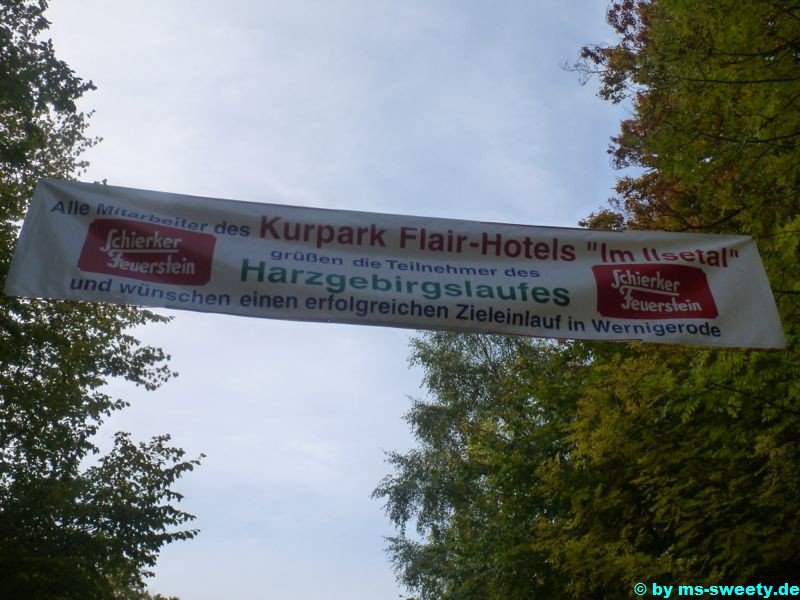 Alle Mitarbeiter des Kurpark Flair-Hotels "Im Ilsetal"
Schierker
Feuerstein
grüßen die Teilnehmer des
Harzgebirgslaufes
Schierker
Feuerstein
und wünschen einen erfolgreichen Zieleinlauf in Wernigerode
© by ms-sweety.de